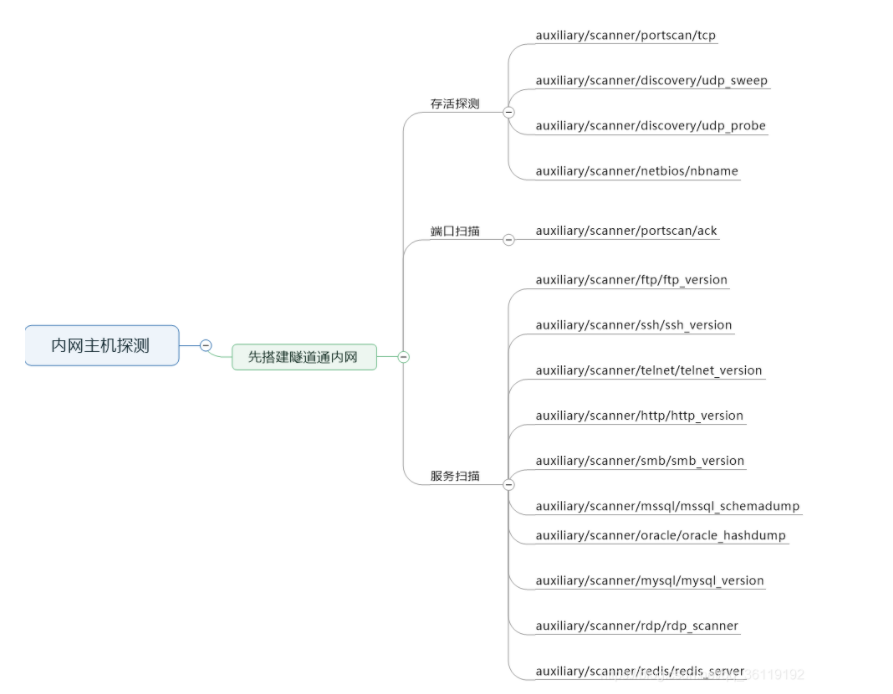 auxiliary/scanner/portscan/tcp
auxiliary/scanner/discovery/udp_sweep
存活探测
auxiliary/scanner/discovery/udp_probe
auxiliary/scanner/netbios/nbname
端口扫描
auxiliary/scanner/portscan/ack
auxiliary/scanner/ftp/ftp_version
auxiliary/scanner/ssh/ssh_version
内网主机探测
先搭建隧道通内网
auxiliary/scanner/telnet/telnet_version
auxiliary/scanner/http/http_version
auxiliary/scanner/smb/smb_version
服务扫描
auxiliary/scanner/mssql/mssql_schemadump
auxiliary/scanner/oracle/oracle_hashdump
auxiliary/scanner/mysql/mysql_version
auxiliary/scanner/rdp/rdp_scanner
auxiliary/scanner/redis/redis_server